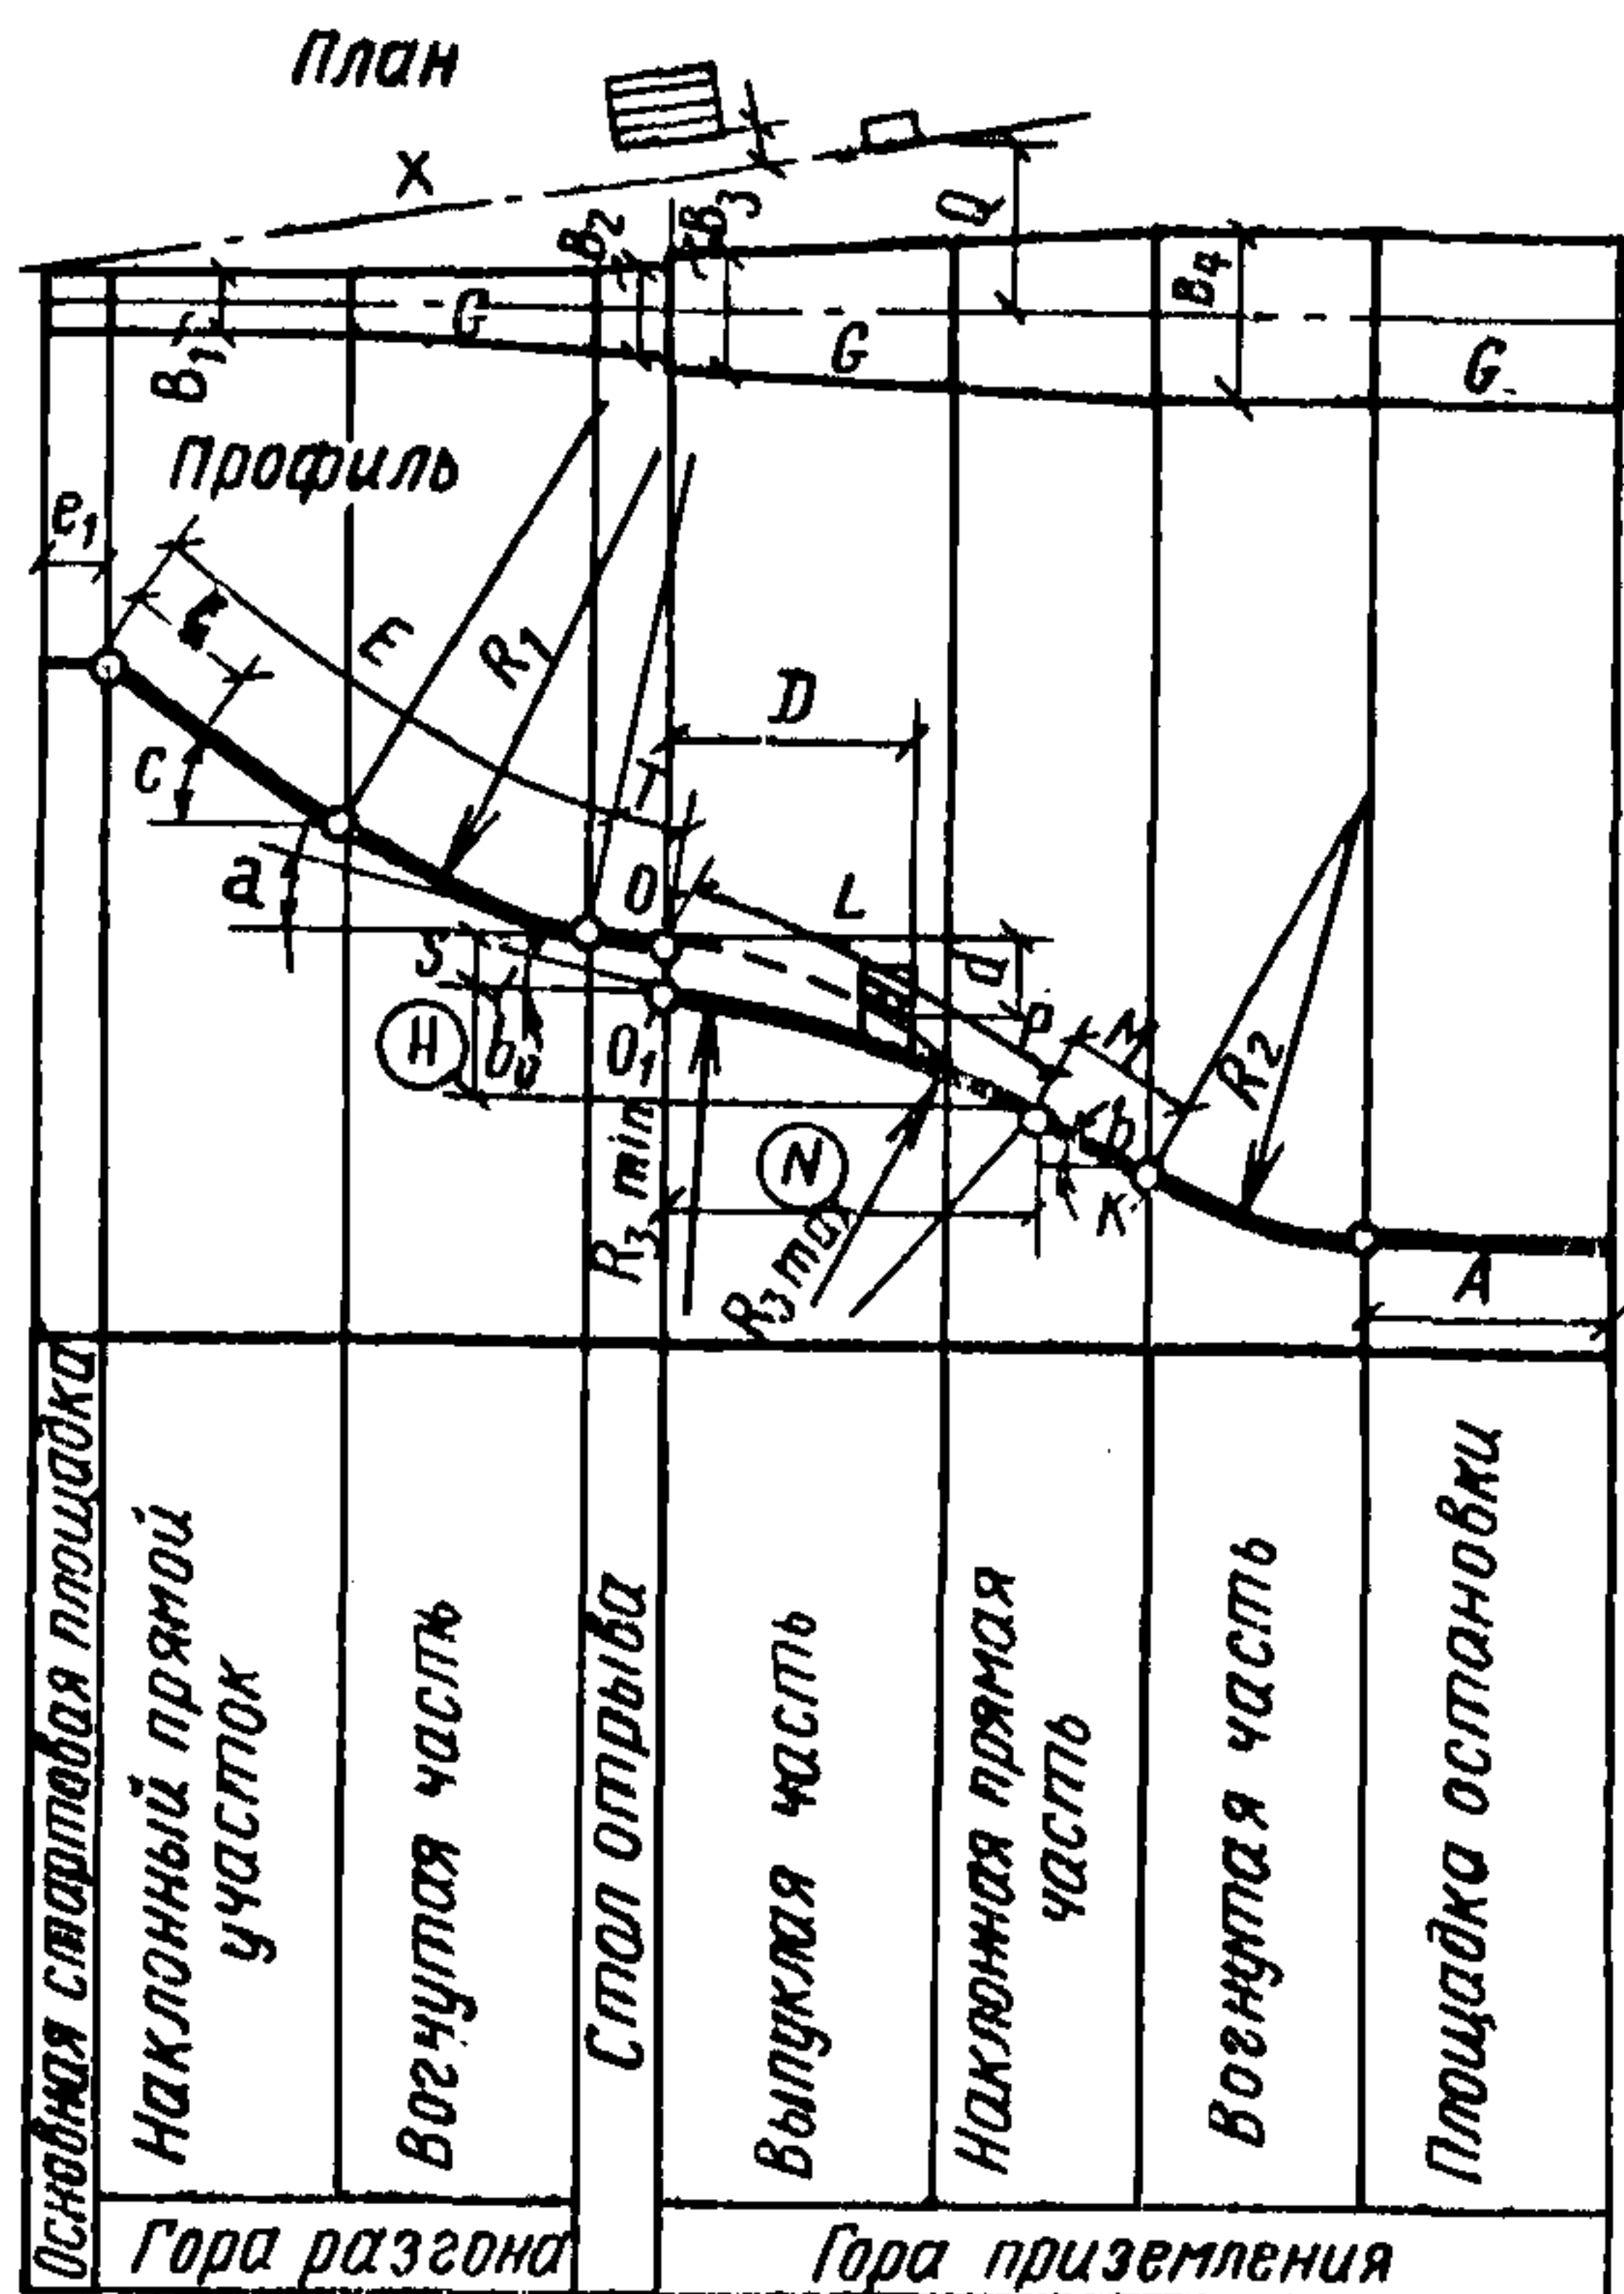 План
X
B₂
B₃
Q
B₁
G
G
B₄
G
Профиль
e₁
E
R₁
D
C
T
a
O
L
d
S
H
b₀
O₁
P
M
R₂
R₃ min
N
b
K
R₃
A
Основная стартовая площадка
Наклонный прямой
участок
Вогнутая часть
Стол отрыва
Выпуклая часть
Наклонная прямая
часть
Вогнутая часть
Площадка остановки
Гора разгона
Гора приземления